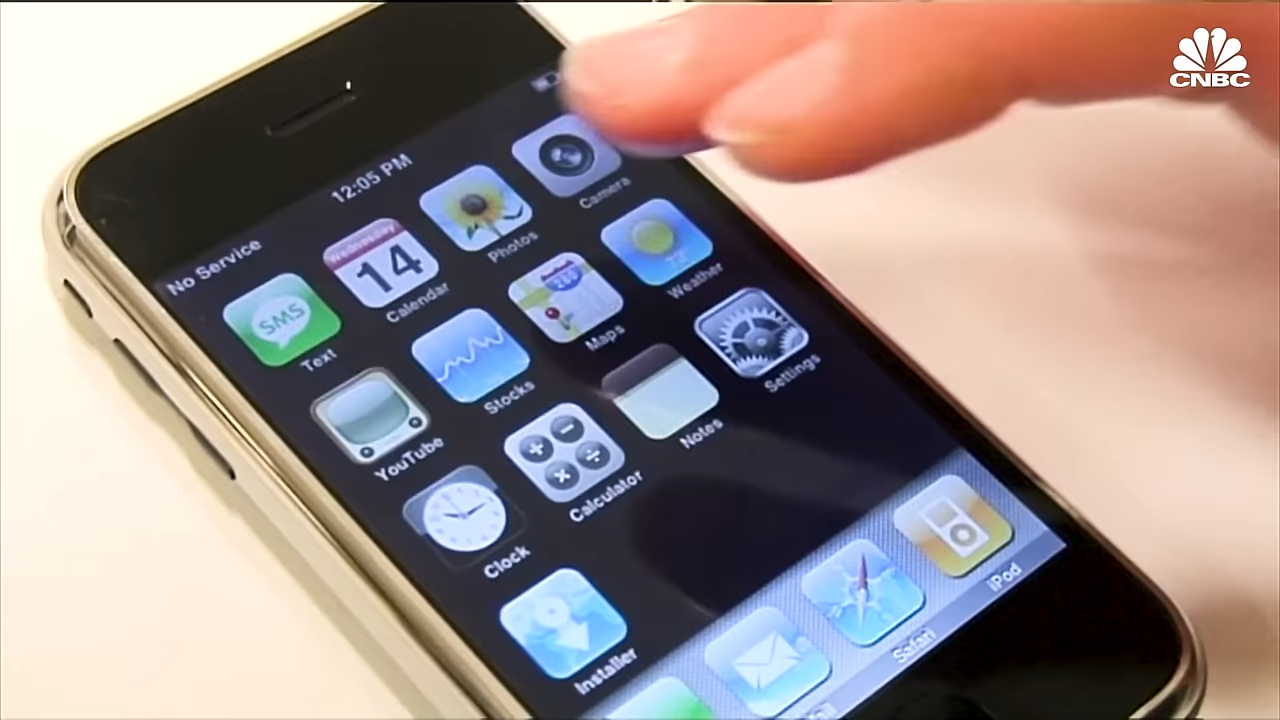 CNBC
No Service
12:05 PM
SMS
Text
Wednesday
14
Calendar
Photos
Camera
YouTube
Stocks
280
Maps
Weather
Clock
Calculator
Notes
Settings
Installer
Safari
iPod